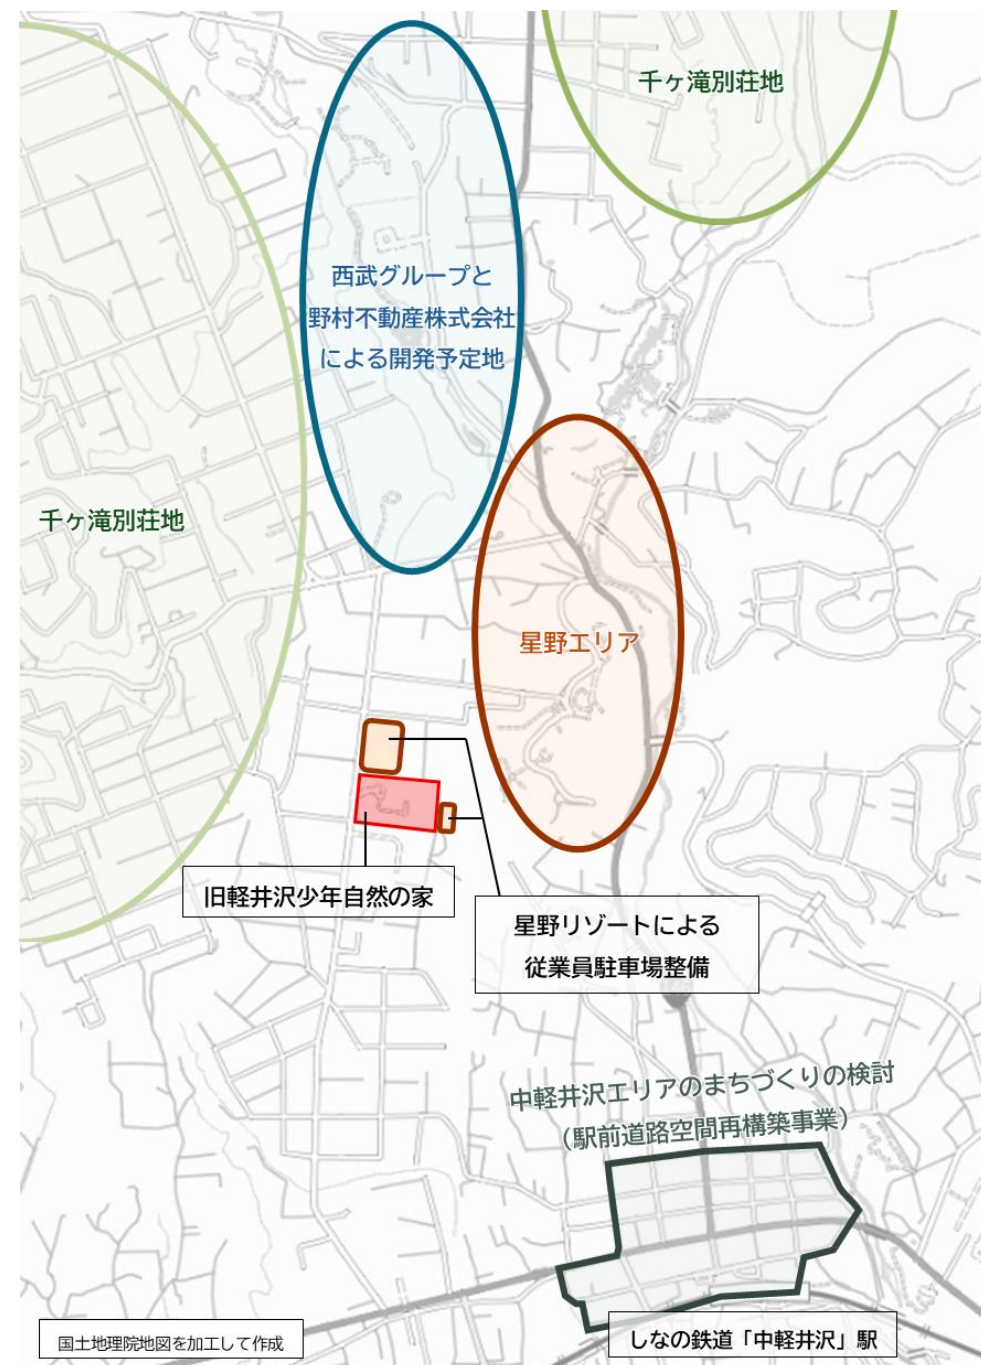 千ヶ滝別荘地
西武グループと
野村不動産株式会社
による開発予定地
千ヶ滝別荘地
星野エリア
旧軽井沢少年自然の家
星野リゾートによる
従業員駐車場整備
中軽井沢エリアのまちづくりの検討
（駅前道路空間再構築事業）
しなの鉄道「中軽井沢」駅
国土地理院地図を加工して作成